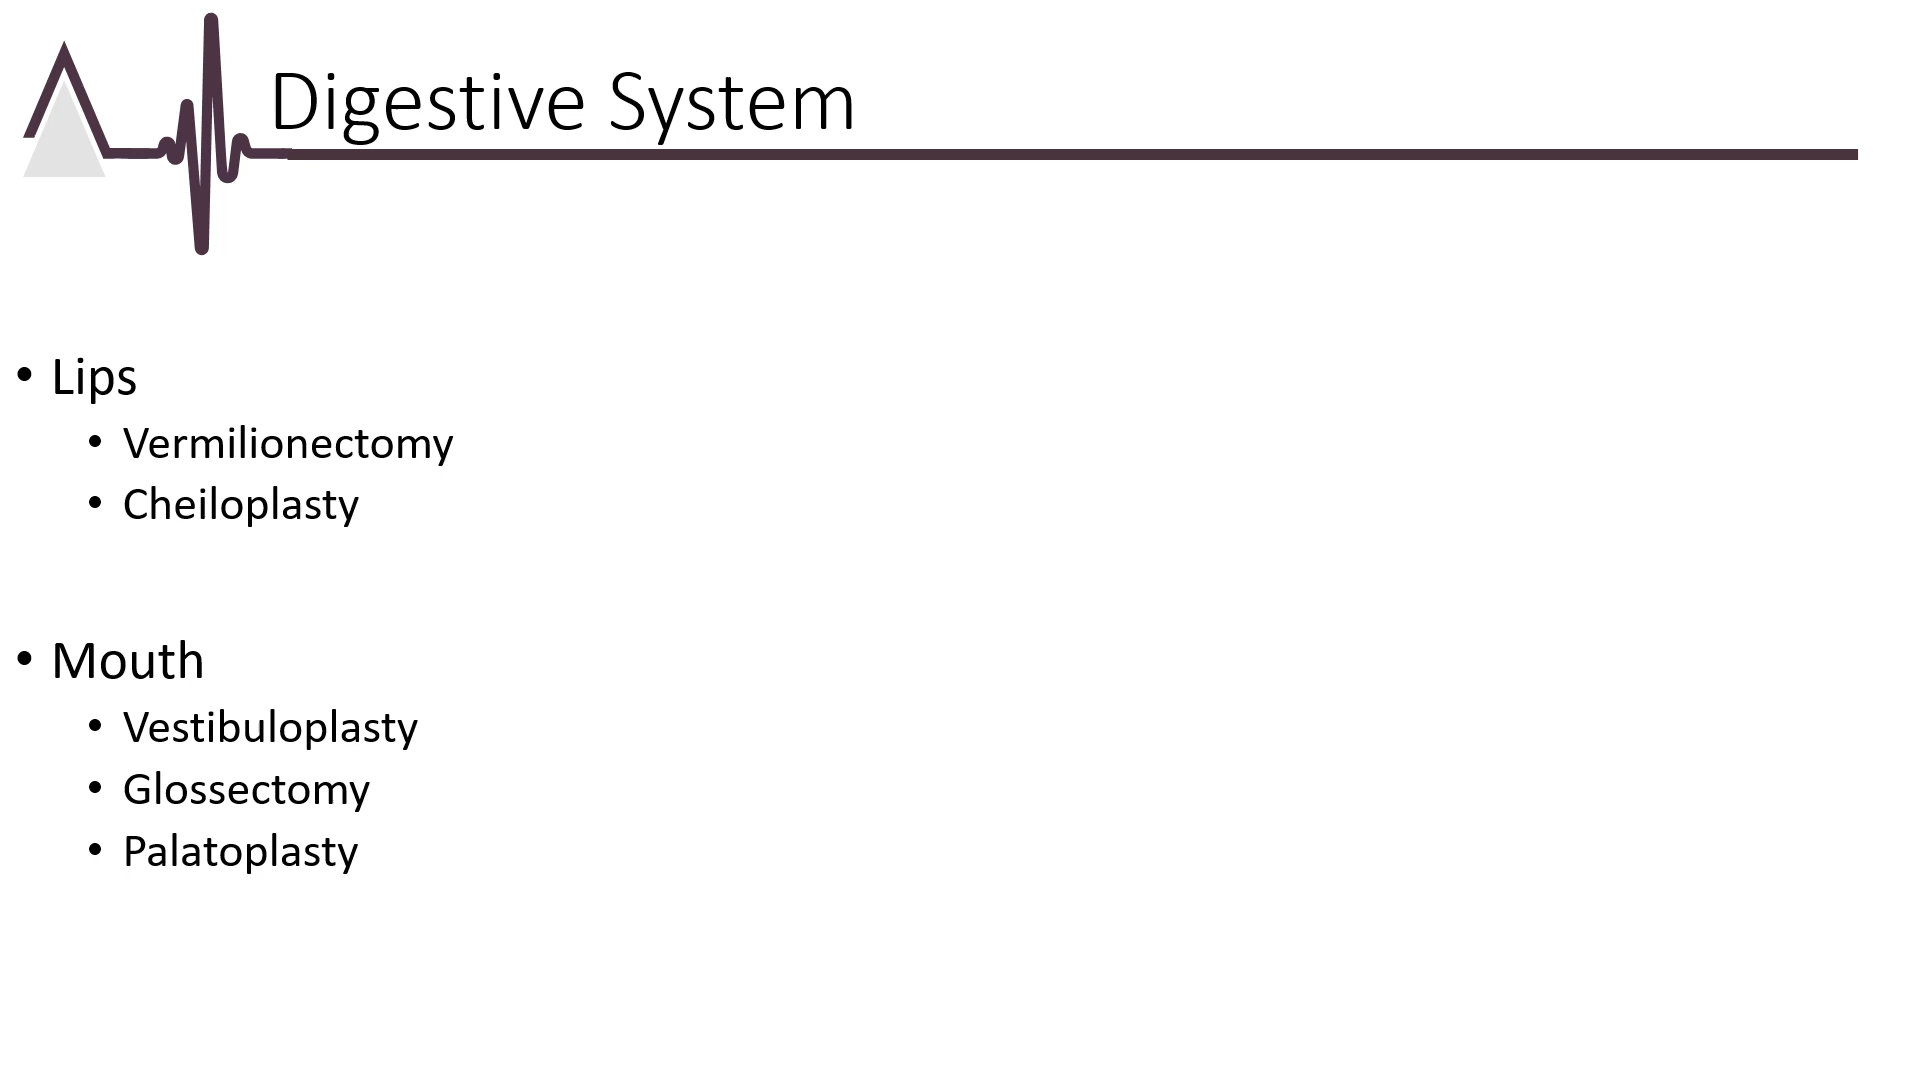 Digestive System
• Lips
• Vermilionectomy
• Cheiloplasty
• Mouth
• Vestibuloplasty
• Glossectomy
• Palatoplasty